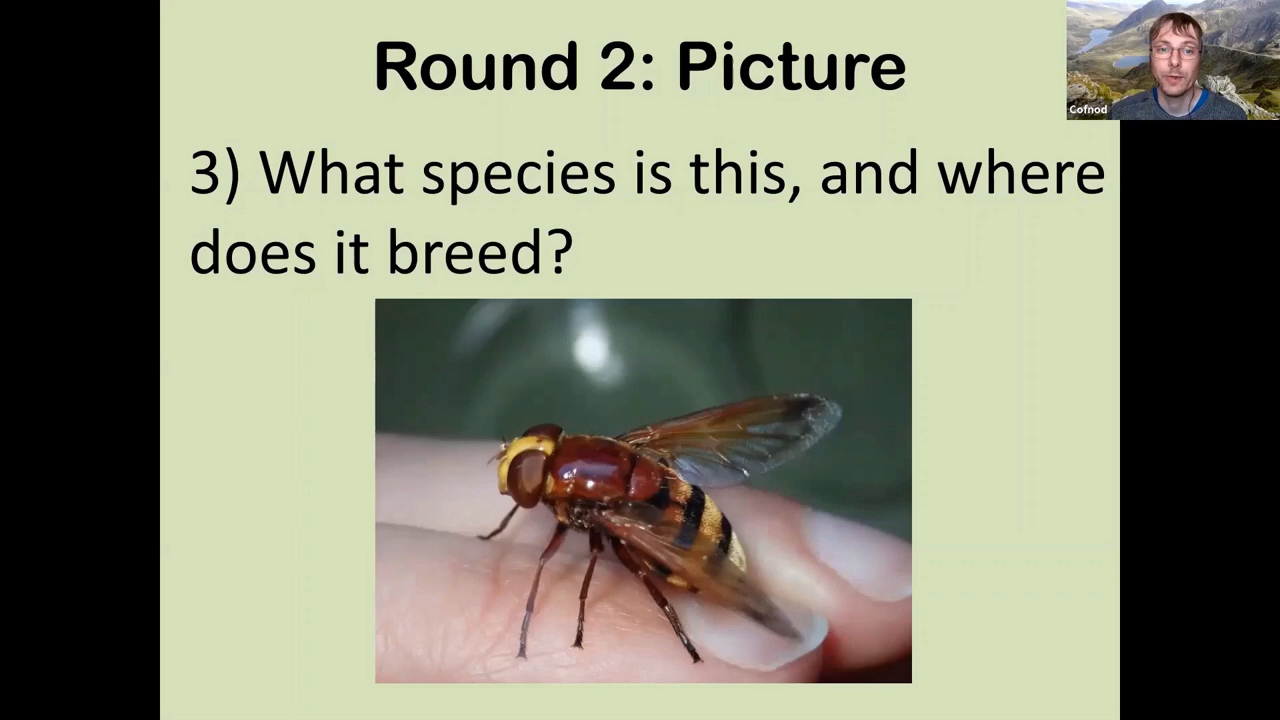 Round 2: Picture
Cofnod
3) What species is this, and where
does it breed?